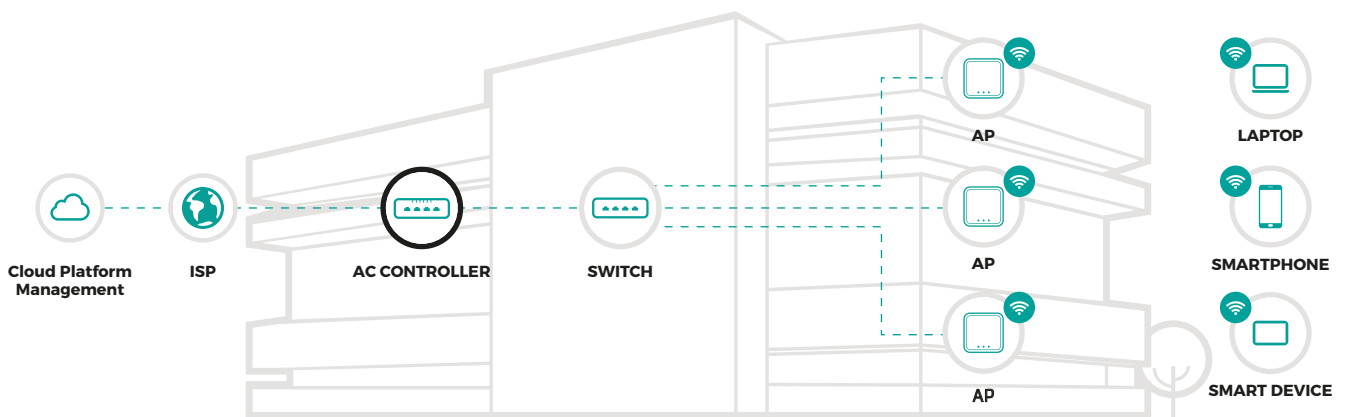 AP
LAPTOP
Cloud Platform
Management
ISP
AC CONTROLLER
SWITCH
AP
SMARTPHONE
AP
SMART DEVICE